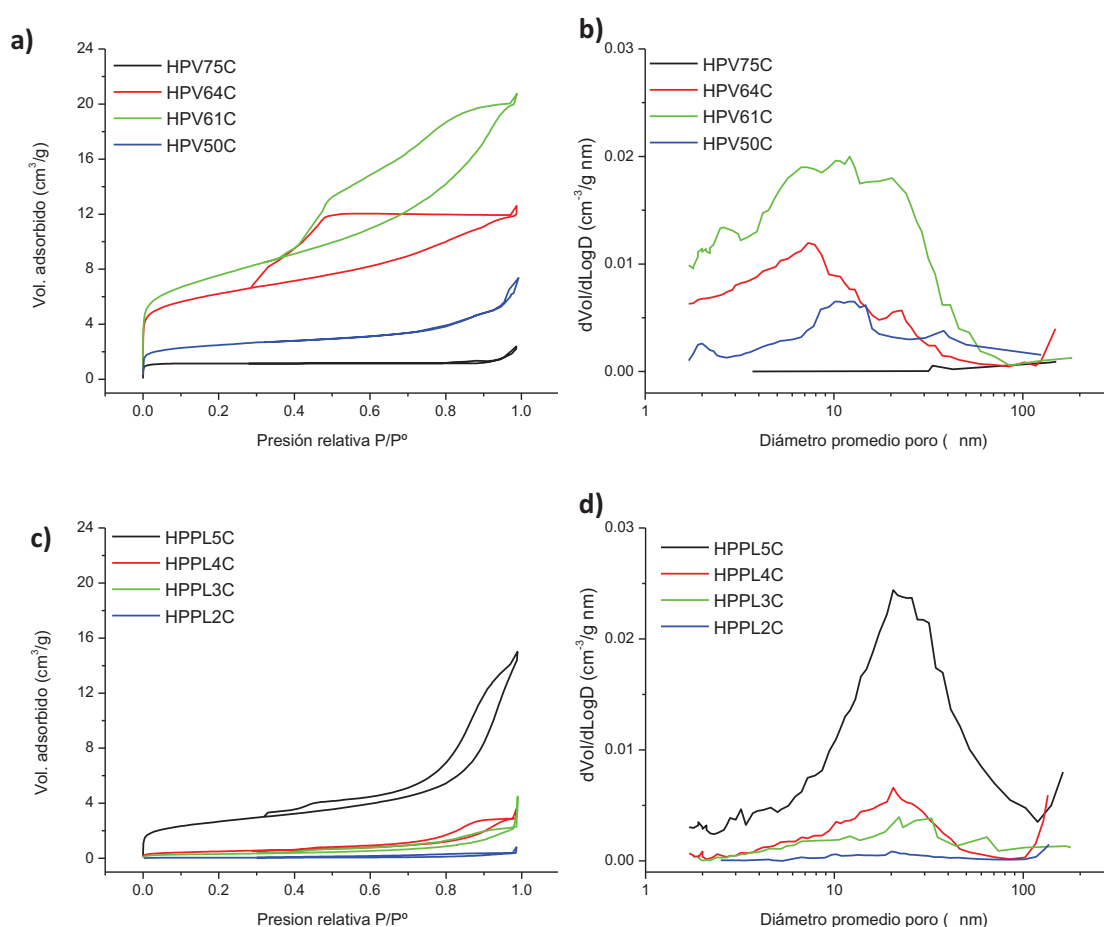 a)
24
20
16
12
8
4
0
Vol. adsorbido (cm³/g)
HPV75C
HPV64C
HPV61C
HPV50C
0.0 0.2 0.4 0.6 0.8 1.0
Presión relativa P/Pº
b)
0.03
0.02
0.01
0.00
dVol/dLogD (cm⁻³/g nm)
HPV75C
HPV64C
HPV61C
HPV50C
1 10 100
Diámetro promedio poro ( nm)
c)
24
20
16
12
8
4
0
Vol. adsorbido (cm³/g)
HPPL5C
HPPL4C
HPPL3C
HPPL2C
0.0 0.2 0.4 0.6 0.8 1.0
Presion relativa P/Pº
d)
0.03
0.02
0.01
0.00
dVol/dLogD (cm⁻³/g nm)
HPPL5C
HPPL4C
HPPL3C
HPPL2C
1 10 100
Diámetro promedio poro ( nm)